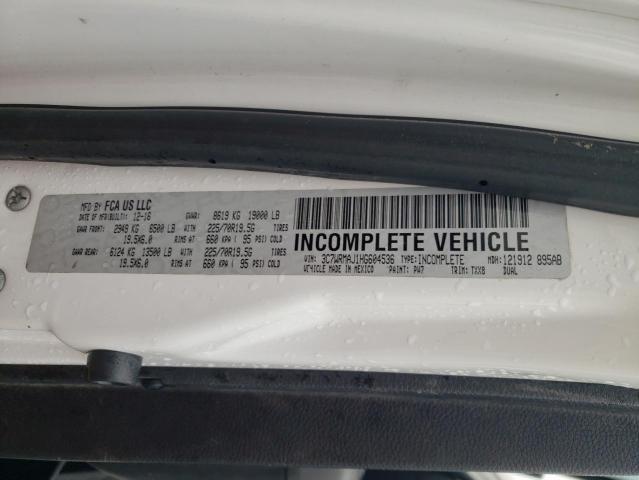 MFD BY FCA US LLC
DATE OF MFR(BUILT): 12-16 GVWR: 8619 KG 19000 LB
GAWR FRONT: 2949 KG 6500 LB WITH 225/70R19.5G TIRES
19.5X6.0 RIMS AT 660 KPA ( 95 PSI) COLD
GAWR REAR: 6124 KG 13500 LB WITH 225/70R19.5G TIRES
19.5X6.0 RIMS AT 660 KPA ( 95 PSI) COLD
INCOMPLETE VEHICLE
VIN: 3C7WRMAJ1HG604536 TYPE: INCOMPLETE MDH: 121912 895AB
VEHICLE MADE IN MEXICO PAINT: PW7 TRIM: TXX8 DUAL